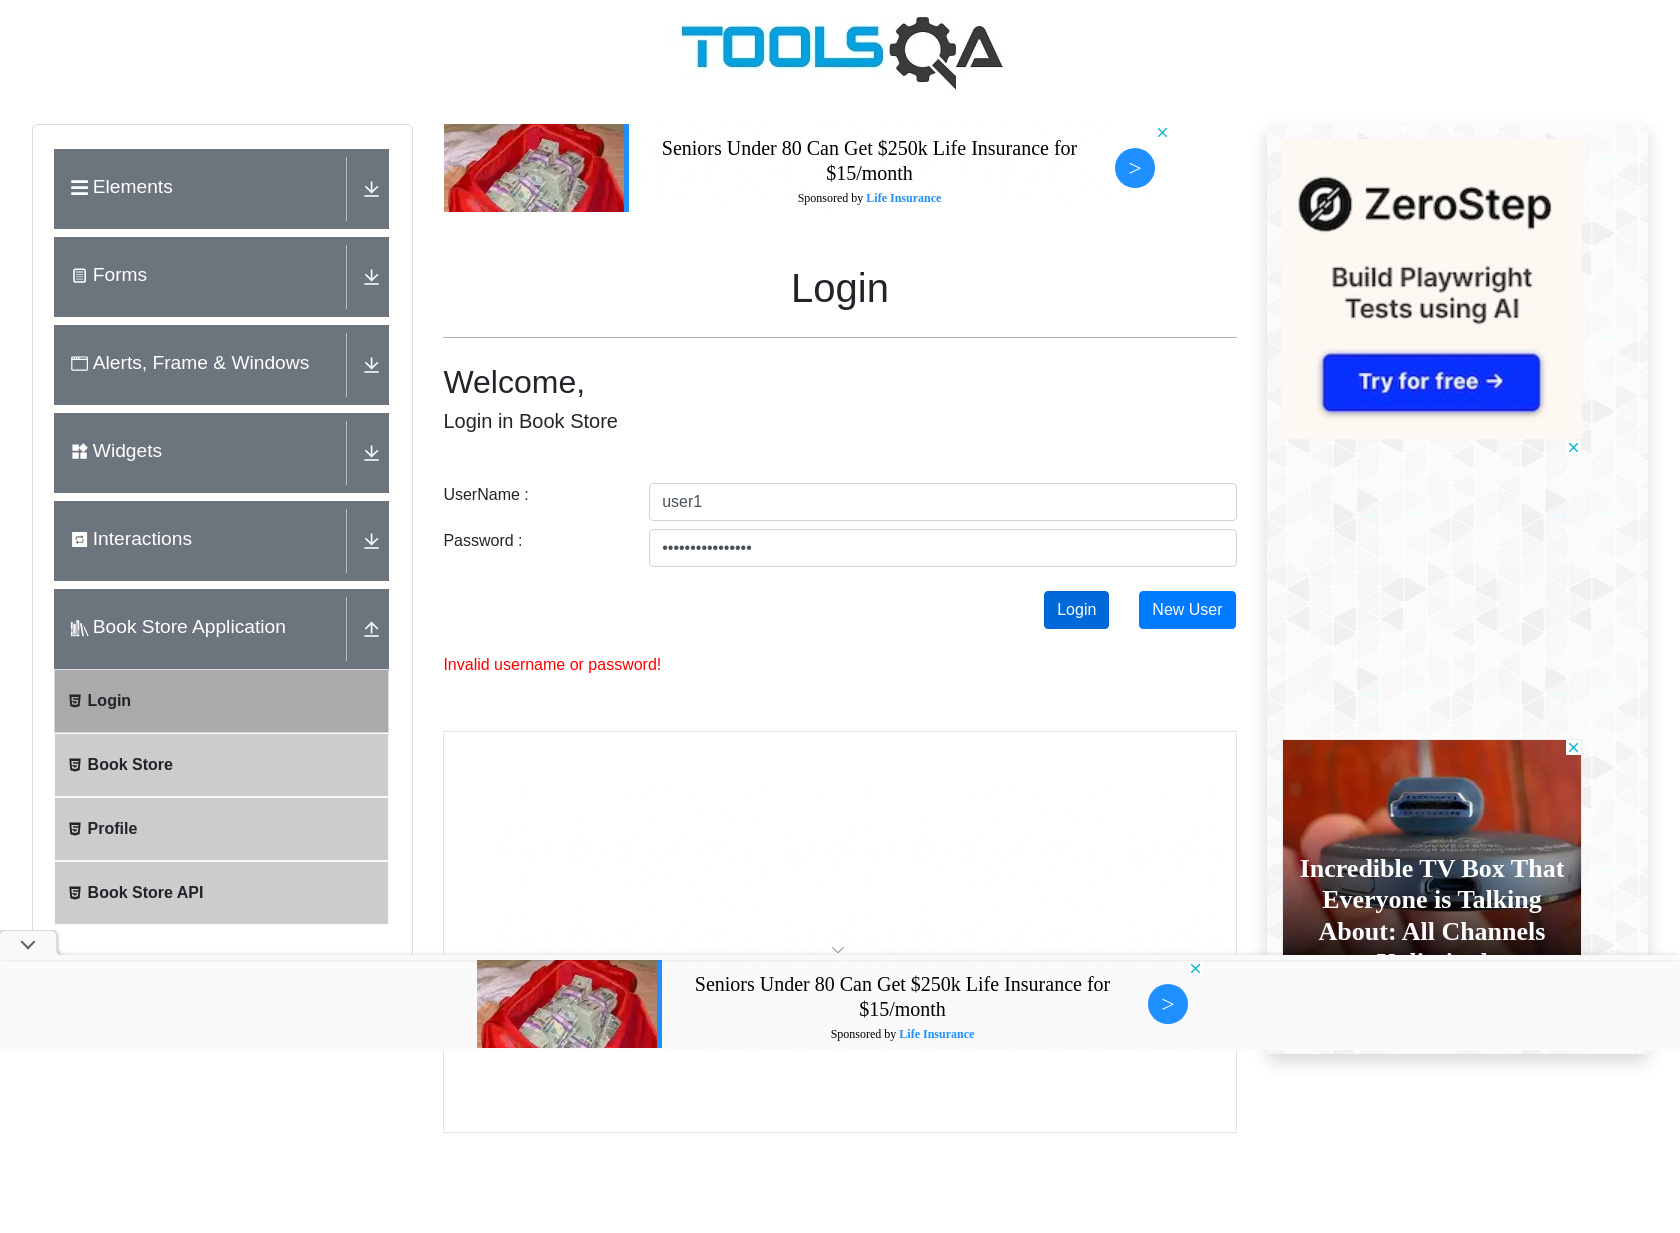 TOOLSQA
Elements
Forms
Alerts, Frame & Windows
Widgets
Interactions
Book Store Application
Login
Book Store
Profile
Book Store API
Seniors Under 80 Can Get $250k Life Insurance for
$15/month
Sponsored by Life Insurance
>
Login
Welcome,
Login in Book Store
UserName :
user1
Password :
••••••••••••••••
Login
New User
Invalid username or password!
ZeroStep
Build Playwright
Tests using AI
Try for free →
Incredible TV Box That
Everyone is Talking
About: All Channels
Seniors Under 80 Can Get $250k Life Insurance for
$15/month
Sponsored by Life Insurance
>